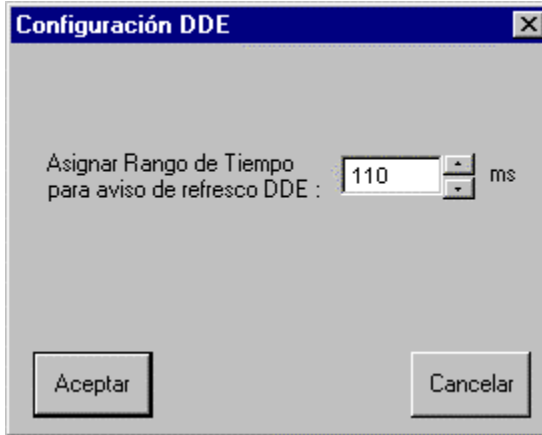 Configuración DDE
Asignar Rango de Tiempo
para aviso de refresco DDE : 110 ms
Aceptar Cancelar